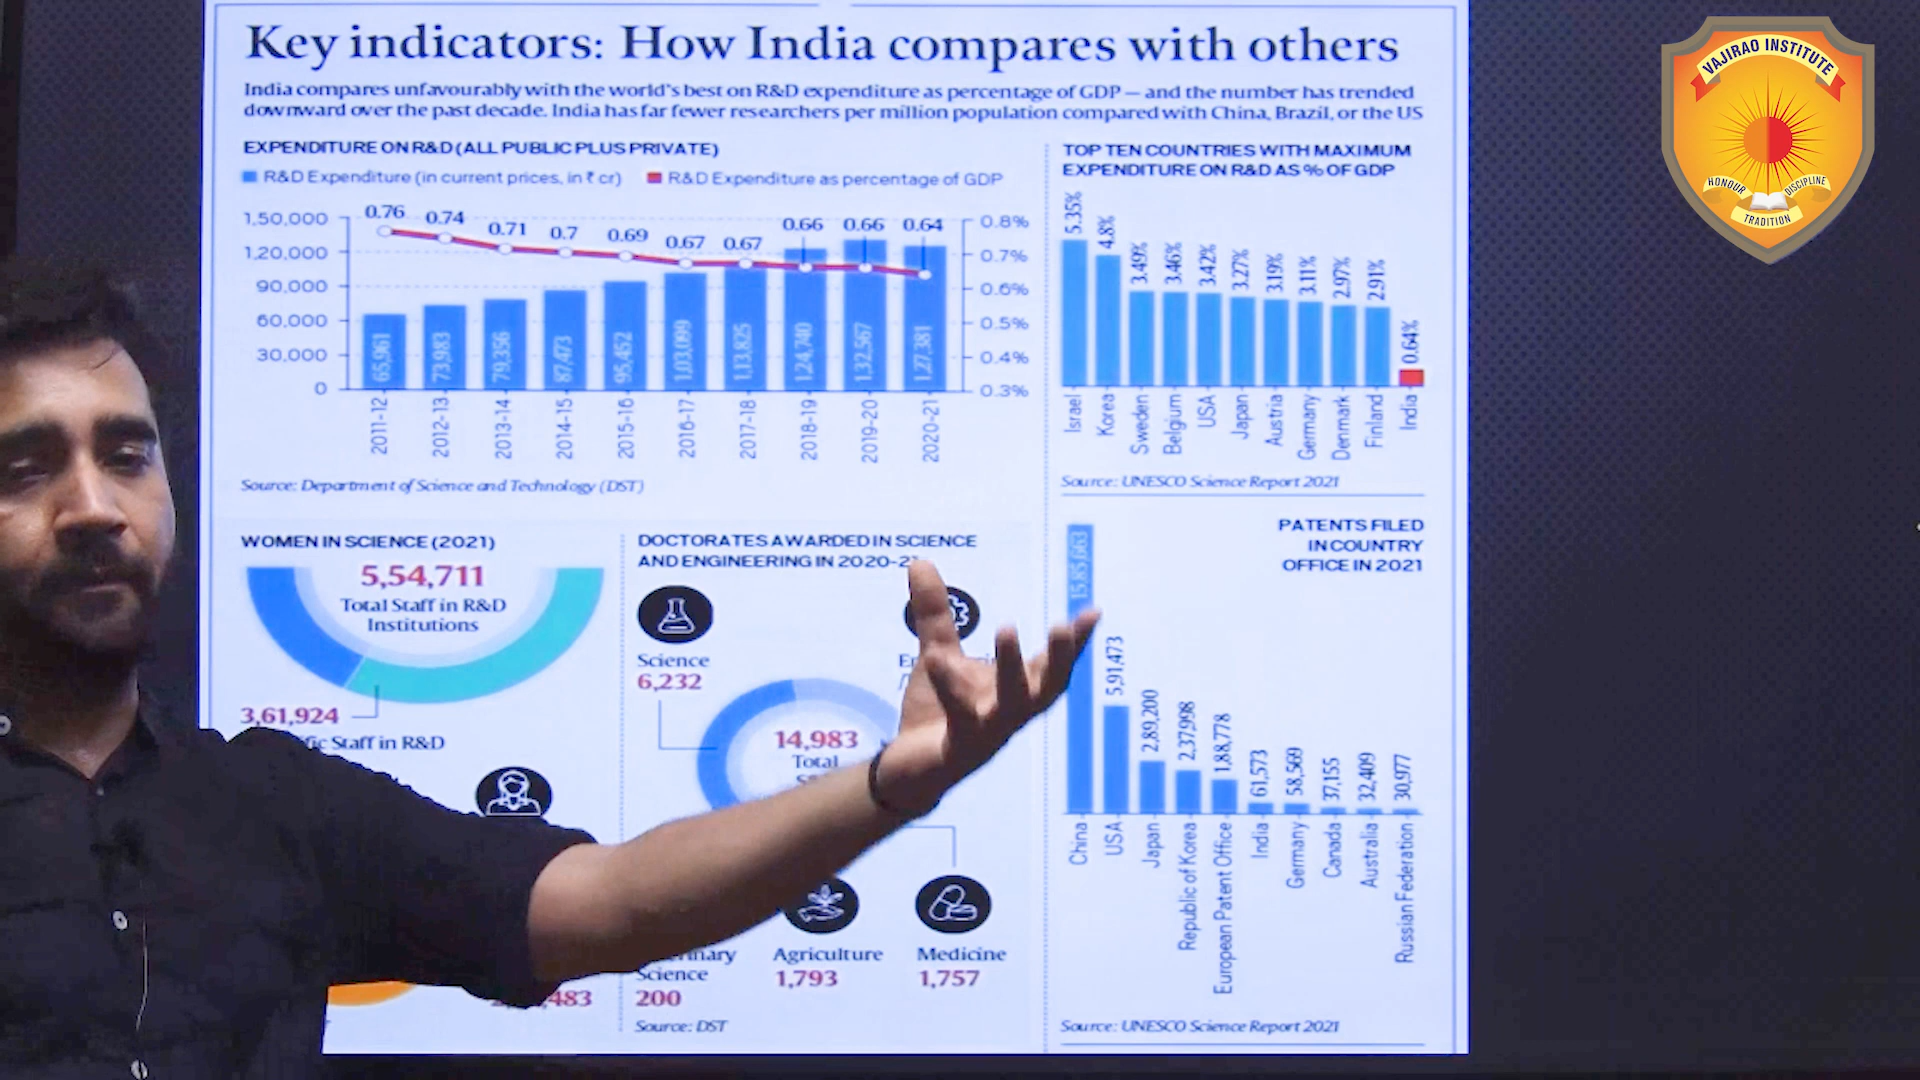 Key indicators: How India compares with others
India compares unfavourably with the world's best on R&D expenditure as percentage of GDP — and the number has trended
downward over the past decade. India has far fewer researchers per million population compared with China, Brazil, or the US
EXPENDITURE ON R&D (ALL PUBLIC PLUS PRIVATE)
R&D Expenditure (in current prices, in ₹ cr)
R&D Expenditure as percentage of GDP
1,50,000
1,20,000
90,000
60,000
30,000
0
0.76
0.74
0.71
0.7
0.69
0.67
0.67
0.66
0.66
0.64
0.8%
0.7%
0.6%
0.5%
0.4%
0.3%
65,961
73,983
79,356
87,473
95,452
1,03,099
1,13,825
1,24,740
1,32,567
1,27,381
2011-12
2012-13
2013-14
2014-15
2015-16
2016-17
2017-18
2018-19
2019-20
2020-21
Source: Department of Science and Technology (DST)
TOP TEN COUNTRIES WITH MAXIMUM
EXPENDITURE ON R&D AS % OF GDP
5.35%
4.8%
3.49%
3.46%
3.42%
3.27%
3.19%
3.11%
2.97%
2.91%
0.64%
Israel
Korea
Sweden
Belgium
USA
Japan
Austria
Germany
Denmark
Finland
India
Source: UNESCO Science Report 2021
WOMEN IN SCIENCE (2021)
5,54,711
Total Staff in R&D
Institutions
3,61,924
Staff in R&D
DOCTORATES AWARDED IN SCIENCE
AND ENGINEERING IN
Science
6,232
14,983
Total
Science
200
Agriculture
1,793
Medicine
1,757
Source: DST
PATENTS FILED
IN COUNTRY
OFFICE IN 2021
15,85,663
5,91,473
2,89,200
2,37,998
1,88,778
61,573
58,569
37,155
32,409
30,977
China
USA
Japan
Republic of Korea
European Patent Office
India
Germany
Canada
Australia
Russian Federation
Source: UNESCO Science Report 2021
VAJIRAO INSTITUTE
HONOUR
DISCIPLINE
TRADITION